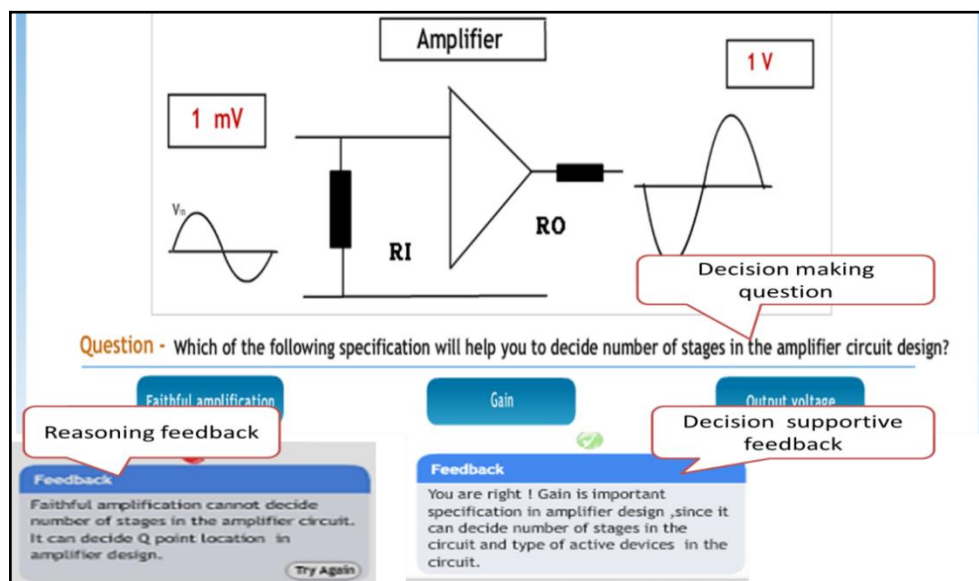 Amplifier
1 V
1 mV
Vin
RI
RO
Decision making
question
Question - Which of the following specification will help you to decide number of stages in the amplifier circuit design?
Faithful amplification
Gain
Output voltage
Reasoning feedback
Decision supportive
feedback
Feedback
Faithful amplification cannot decide
number of stages in the amplifier circuit.
It can decide Q point location in
amplifier design.
Try Again
Feedback
You are right ! Gain is important
specification in amplifier design ,since it
can decide number of stages in the
circuit and type of active devices in the
circuit.